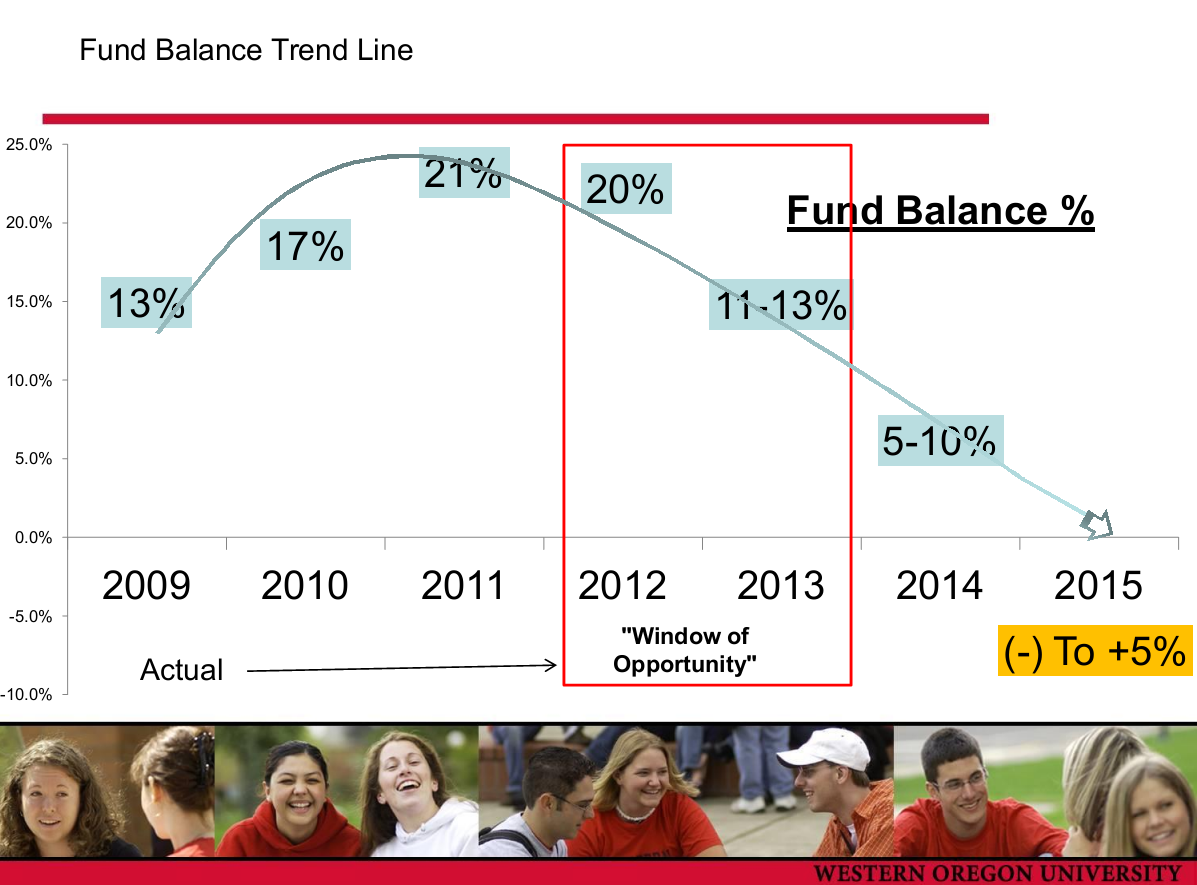 Fund Balance Trend Line
25.0%
20.0%
15.0%
10.0%
5.0%
0.0%
-5.0%
-10.0%
13%
17%
21%
20%
11-13%
5-10%
Fund Balance %
2009 2010 2011 2012 2013 2014 2015
"Window of
Opportunity"
Actual
(-) To +5%
WESTERN OREGON UNIVERSITY